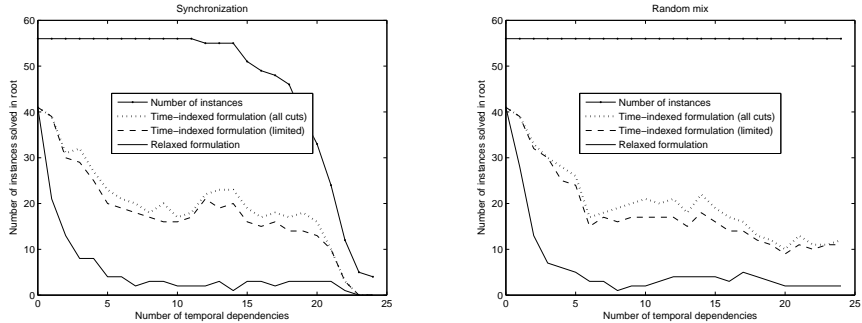 Synchronization
60
50
40
30
20
10
0
Number of instances solved in root
Number of instances
Time-indexed formulation (all cuts)
Time-indexed formulation (limited)
Relaxed formulation
0 5 10 15 20 25
Number of temporal dependencies
Random mix
60
50
40
30
20
10
0
Number of instances solved in root
Number of instances
Time-indexed formulation (all cuts)
Time-indexed formulation (limited)
Relaxed formulation
0 5 10 15 20 25
Number of temporal dependencies